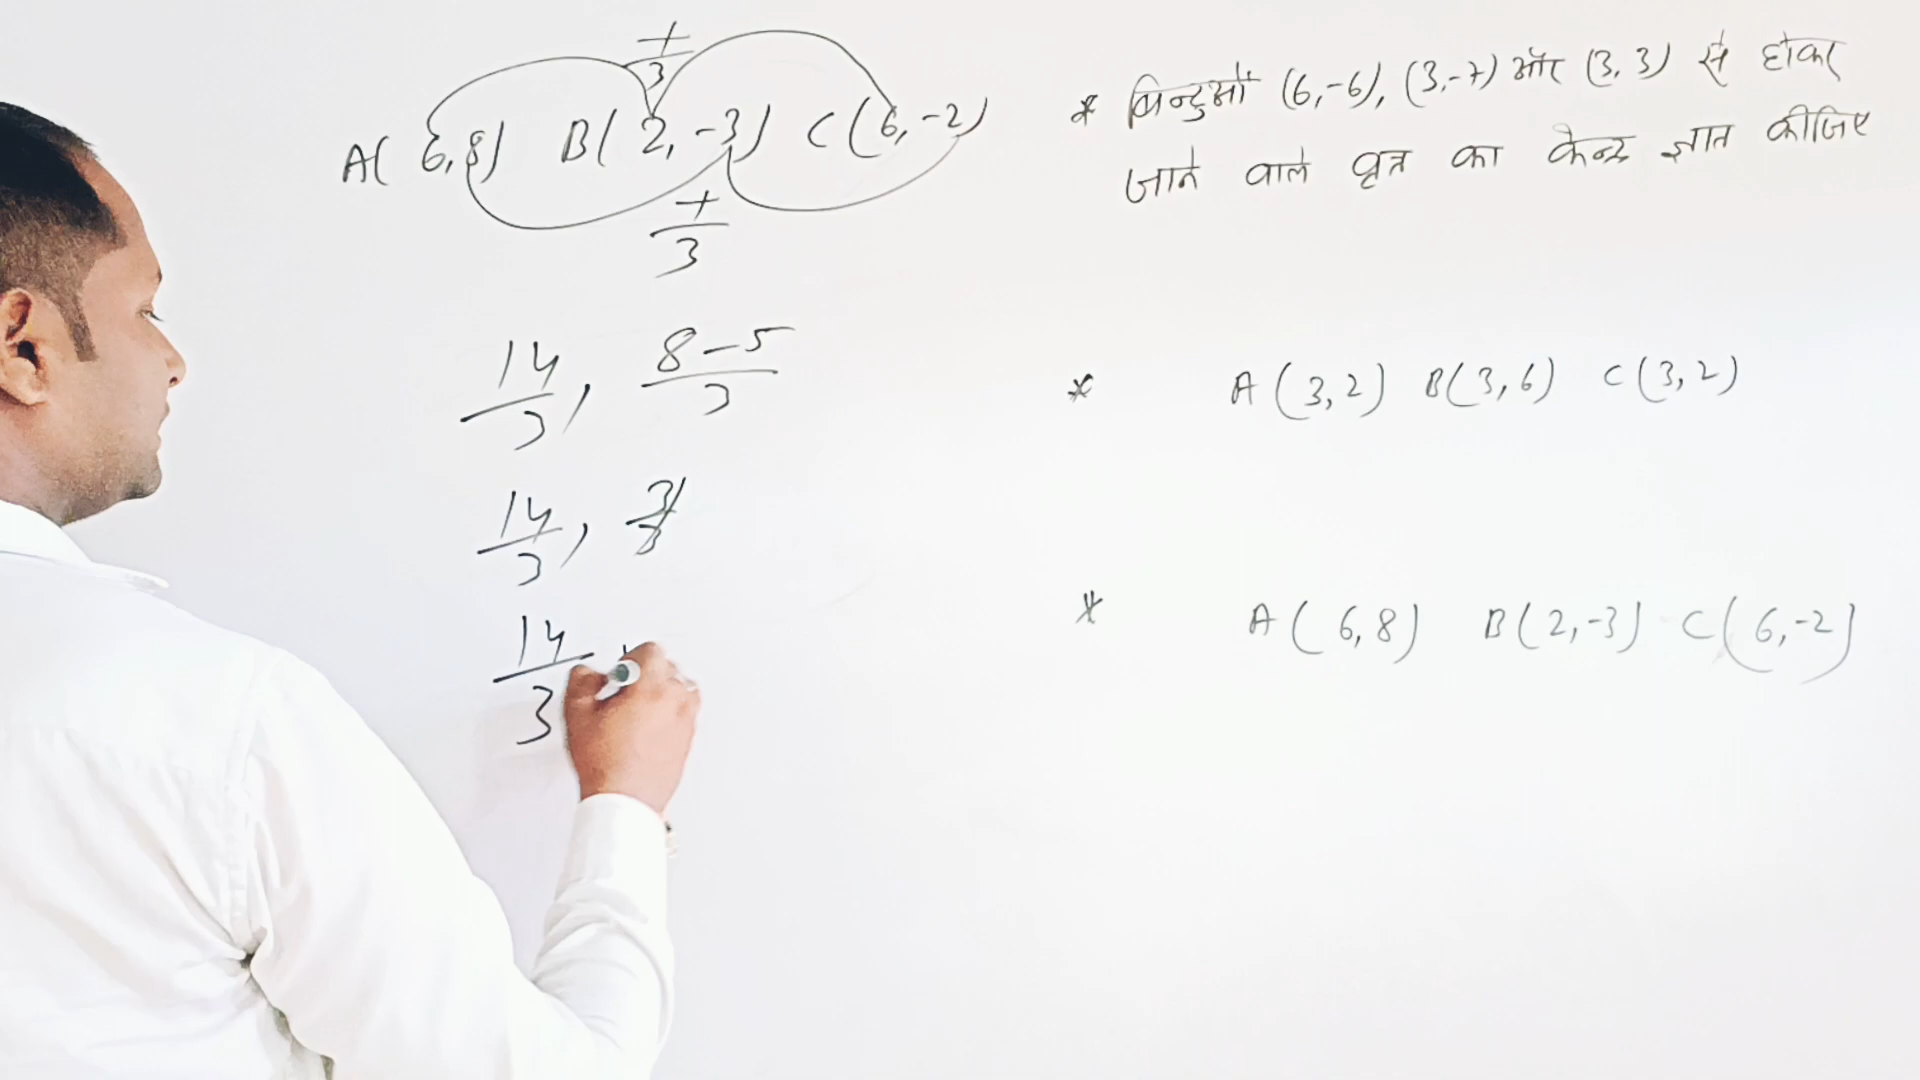 +/3
A( 6,8) B( 2, -3) C( 6, -2)
+/3
14/3, 8-5/3
14/3, 3/3
14/3
* बिन्दुओं (6,-6), (3,-7) और (3, 3) से होकर
जाने वाले वृत्त का केन्द्र ज्ञात कीजिए
* A (3,2) B(3,6) C(3,2)
* A ( 6,8) B(2,-3) C( 6,-2)